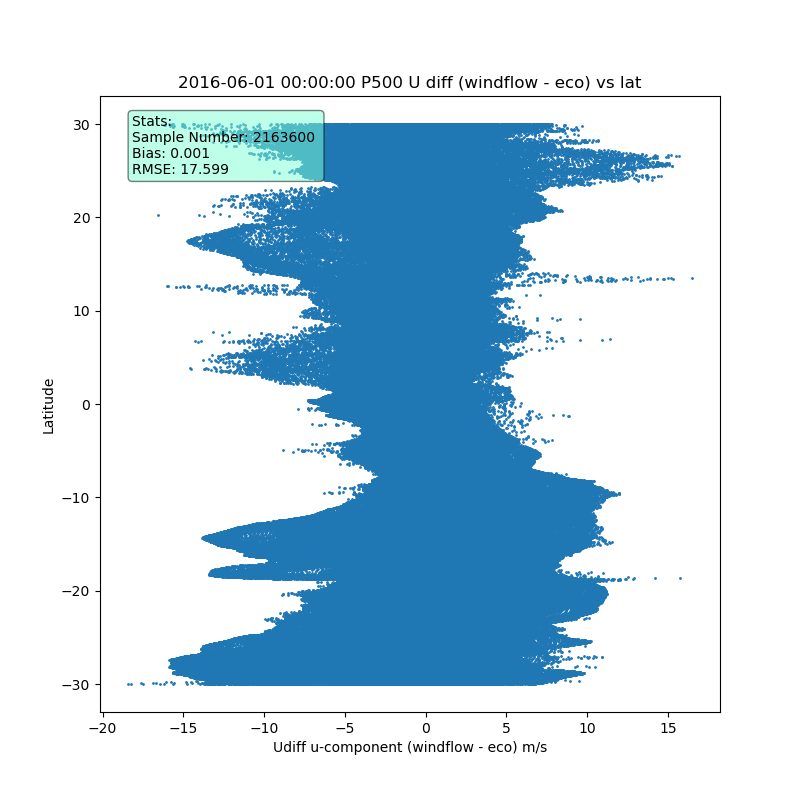 2016-06-01 00:00:00 P500 U diff (windflow - eco) vs lat
Stats:
Sample Number: 2163600
Bias: 0.001
RMSE: 17.599
Latitude
30
20
10
0
−10
−20
−30
−20 −15 −10 −5 0 5 10 15
Udiff u-component (windflow - eco) m/s